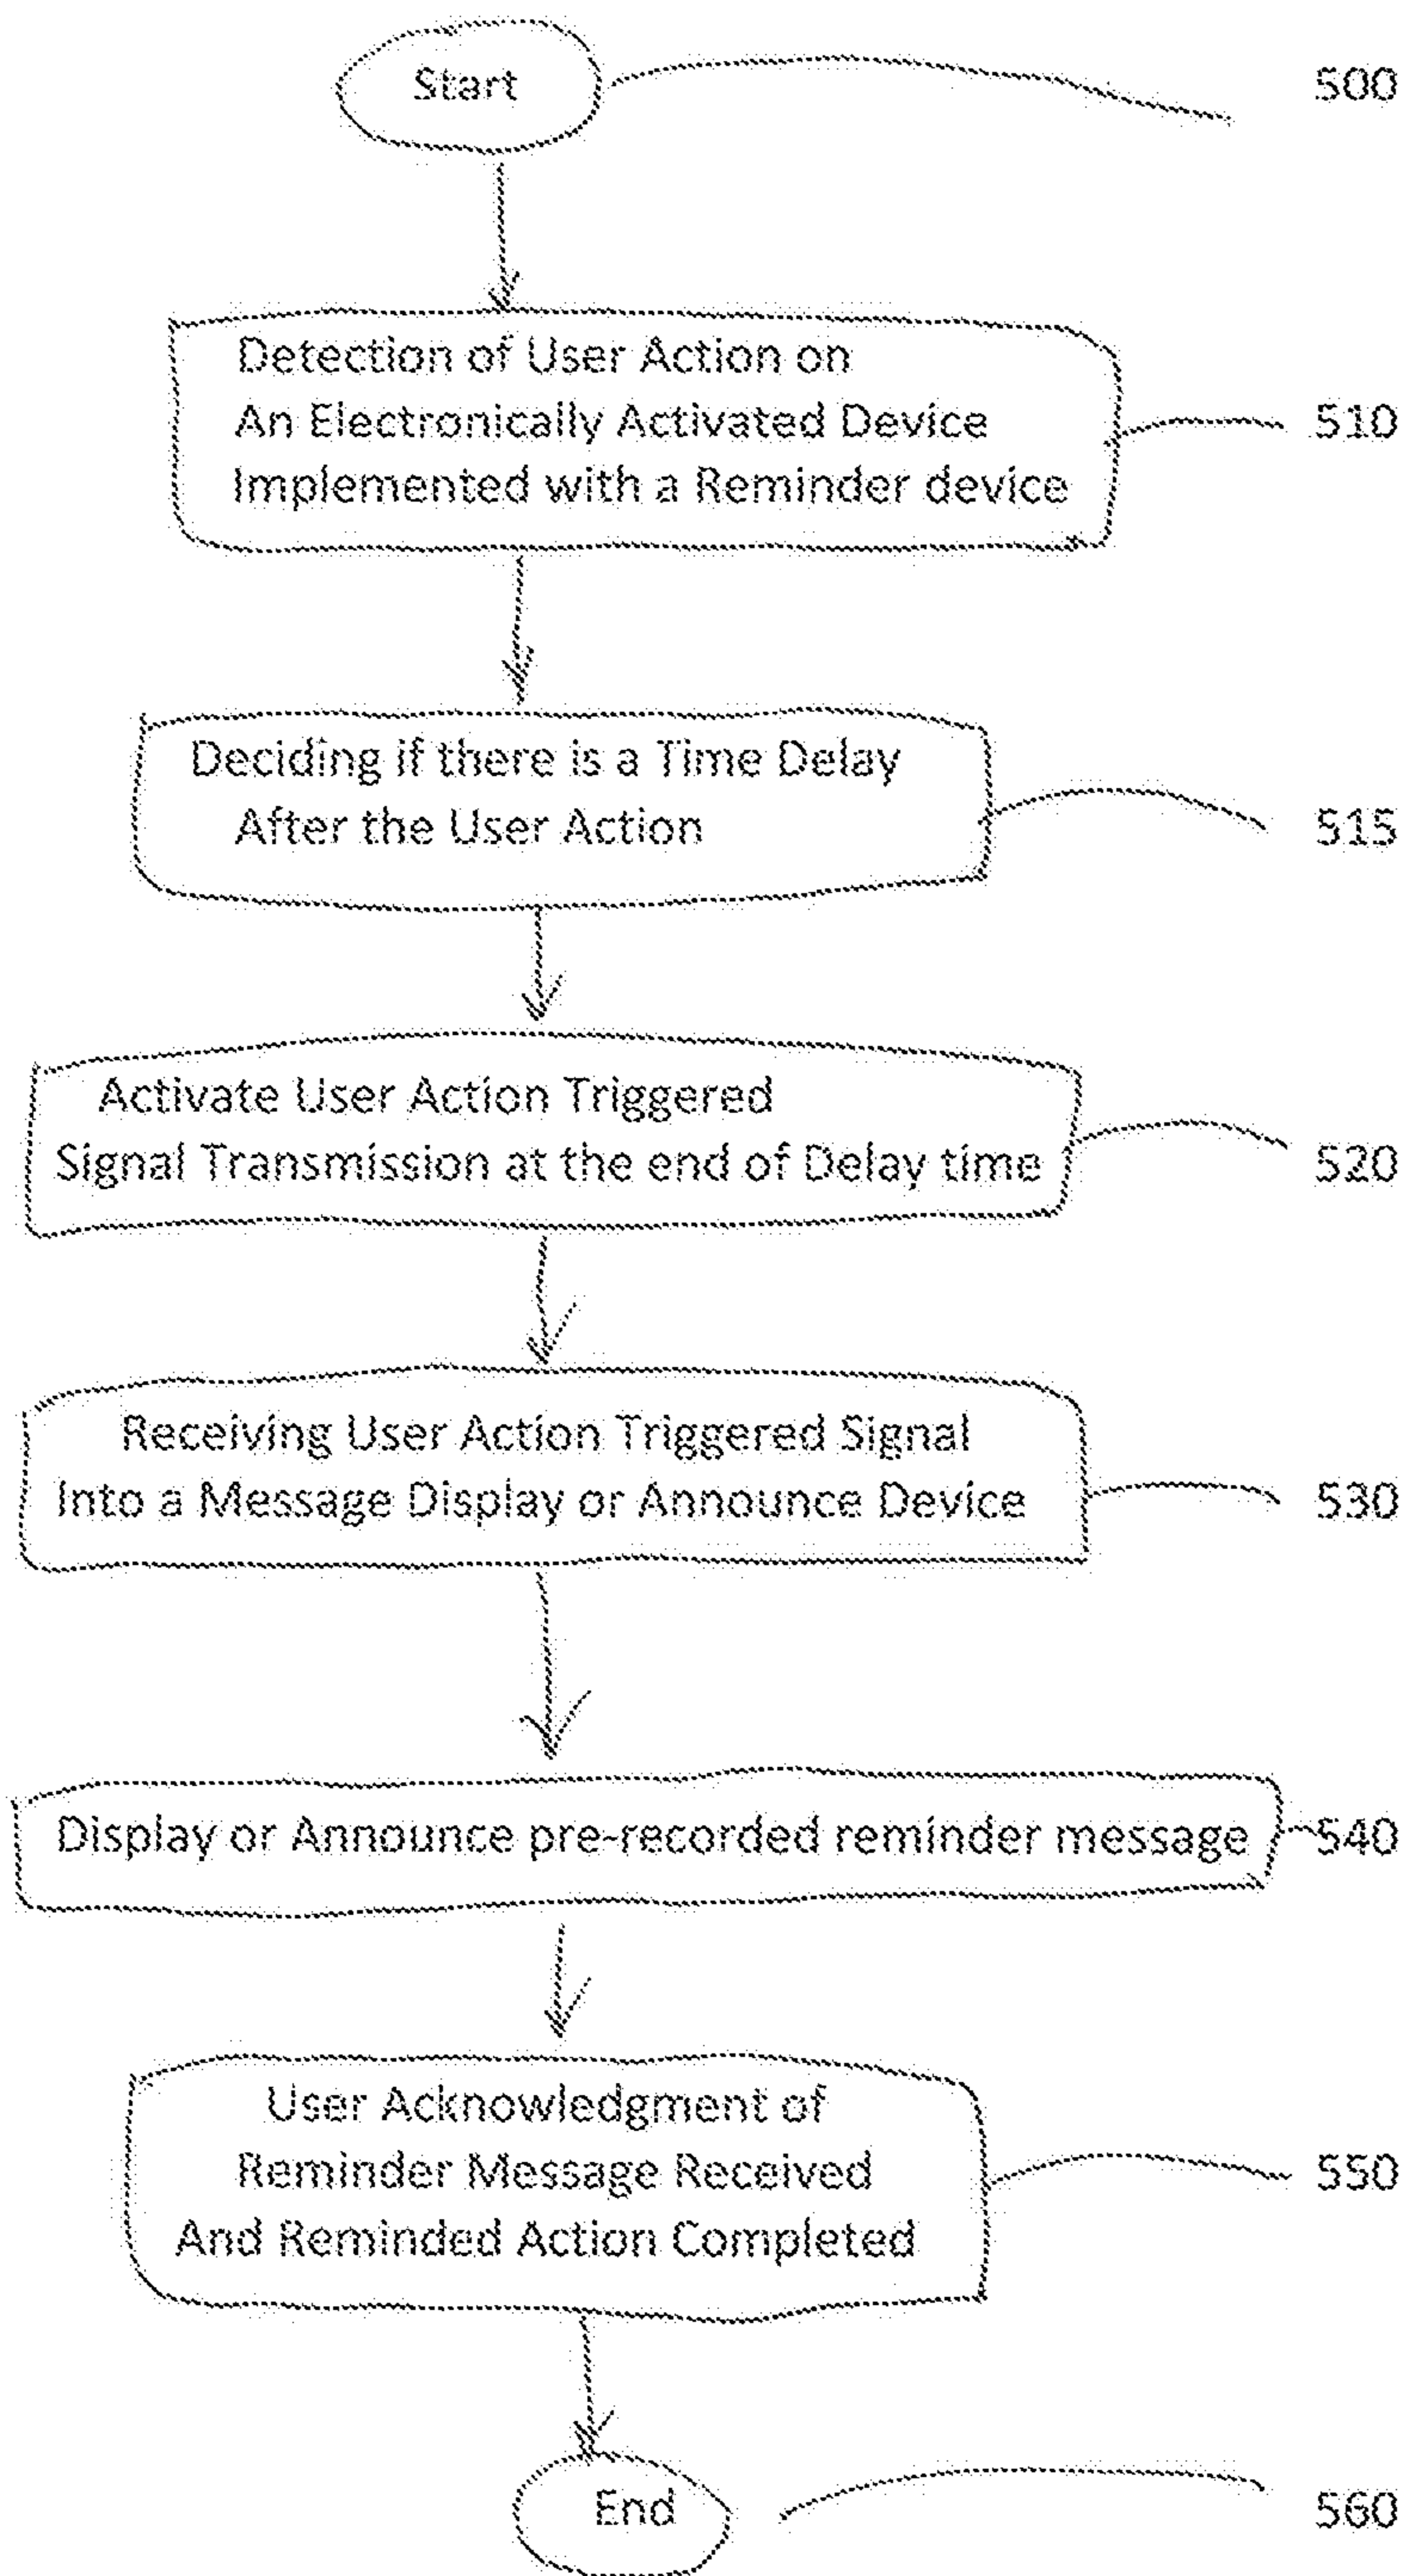 Start
500
Detection of User Action on
An Electronically Activated Device
Implemented with a Reminder device
510
Deciding if there is a Time Delay
After the User Action
515
Activate User Action Triggered
Signal Transmission at the end of Delay time
520
Receiving User Action Triggered Signal
Into a Message Display or Announce Device
530
Display or Announce pre-recorded reminder message
540
User Acknowledgment of
Reminder Message Received
And Reminded Action Completed
550
End
560